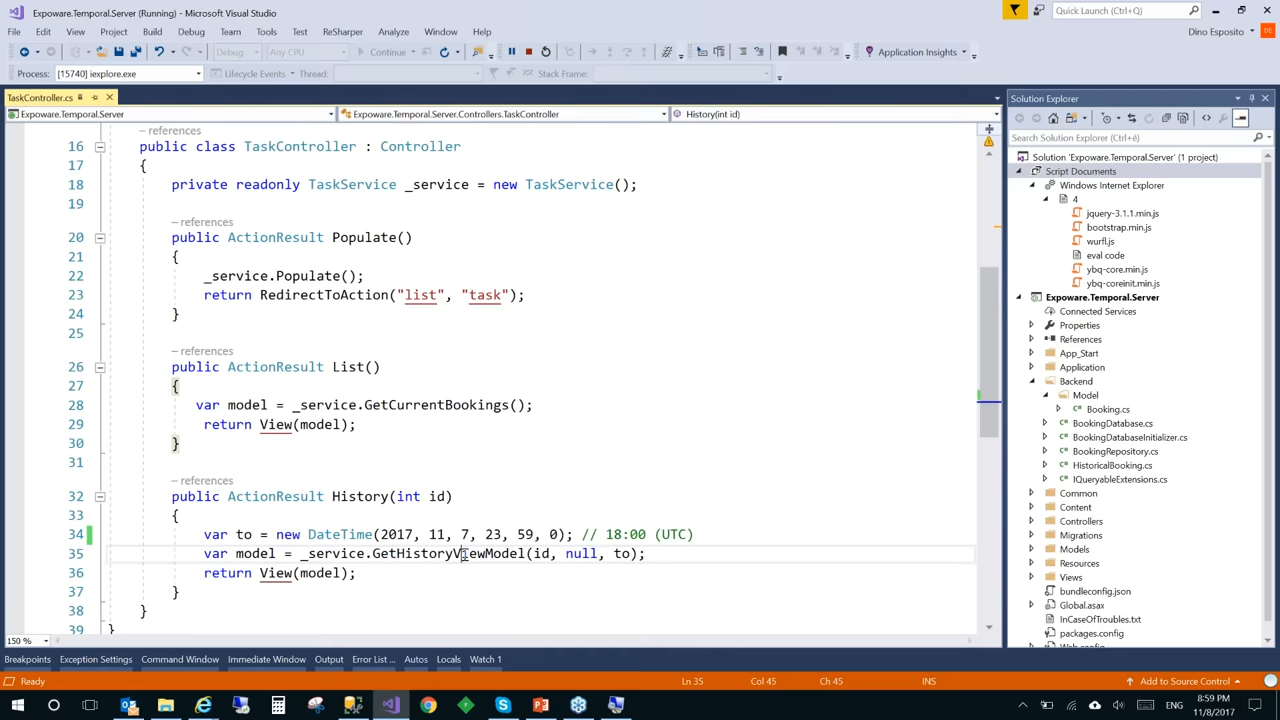 Expoware.Temporal.Server (Running) - Microsoft Visual Studio
Quick Launch (Ctrl+Q)
File Edit View Project Build Debug Team Tools Test ReSharper Analyze Window Help
Dino Esposito
DE
Debug Any CPU Continue Application Insights
Process: [15740] iexplore.exe Lifecycle Events Thread: Stack Frame:
TaskController.cs
Expoware.Temporal.Server Expoware.Temporal.Server.Controllers.TaskController History(int id)
– references
16 public class TaskController : Controller
17 {
18 private readonly TaskService _service = new TaskService();
19
– references
20 public ActionResult Populate()
21 {
22 _service.Populate();
23 return RedirectToAction("list", "task");
24 }
25
– references
26 public ActionResult List()
27 {
28 var model = _service.GetCurrentBookings();
29 return View(model);
30 }
31
– references
32 public ActionResult History(int id)
33 {
34 var to = new DateTime(2017, 11, 7, 23, 59, 0); // 18:00 (UTC)
35 var model = _service.GetHistoryViewModel(id, null, to);
36 return View(model);
37 }
38 }
39 }
150 %
Solution Explorer
Search Solution Explorer (Ctrl+è)
Solution 'Expoware.Temporal.Server' (1 project)
Script Documents
Windows Internet Explorer
4
jquery-3.1.1.min.js
bootstrap.min.js
wurfl.js
eval code
ybq-core.min.js
ybq-coreinit.min.js
Expoware.Temporal.Server
Connected Services
Properties
References
App_Start
Application
Backend
Model
Booking.cs
BookingDatabase.cs
BookingDatabaseInitializer.cs
BookingRepository.cs
HistoricalBooking.cs
IQueryableExtensions.cs
Common
Content
Controllers
Migrations
Models
Resources
Views
bundleconfig.json
Global.asax
InCaseOfTroubles.txt
packages.config
Breakpoints Exception Settings Command Window Immediate Window Output Error List ... Autos Locals Watch 1
Ready Ln 35 Col 45 Ch 45 INS Add to Source Control
8:59 PM
11/8/2017